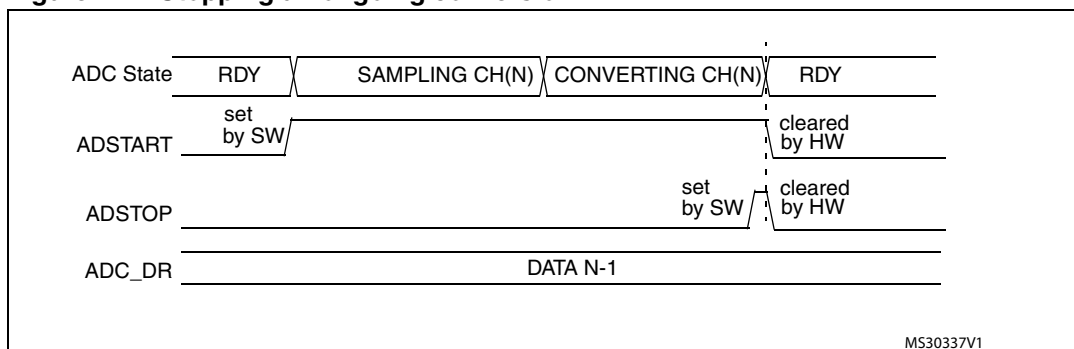 ADC State RDY SAMPLING CH(N) CONVERTING CH(N) RDY
set
by SW
cleared
by HW
ADSTART
set
by SW
cleared
by HW
ADSTOP
ADC_DR DATA N-1
MS30337V1